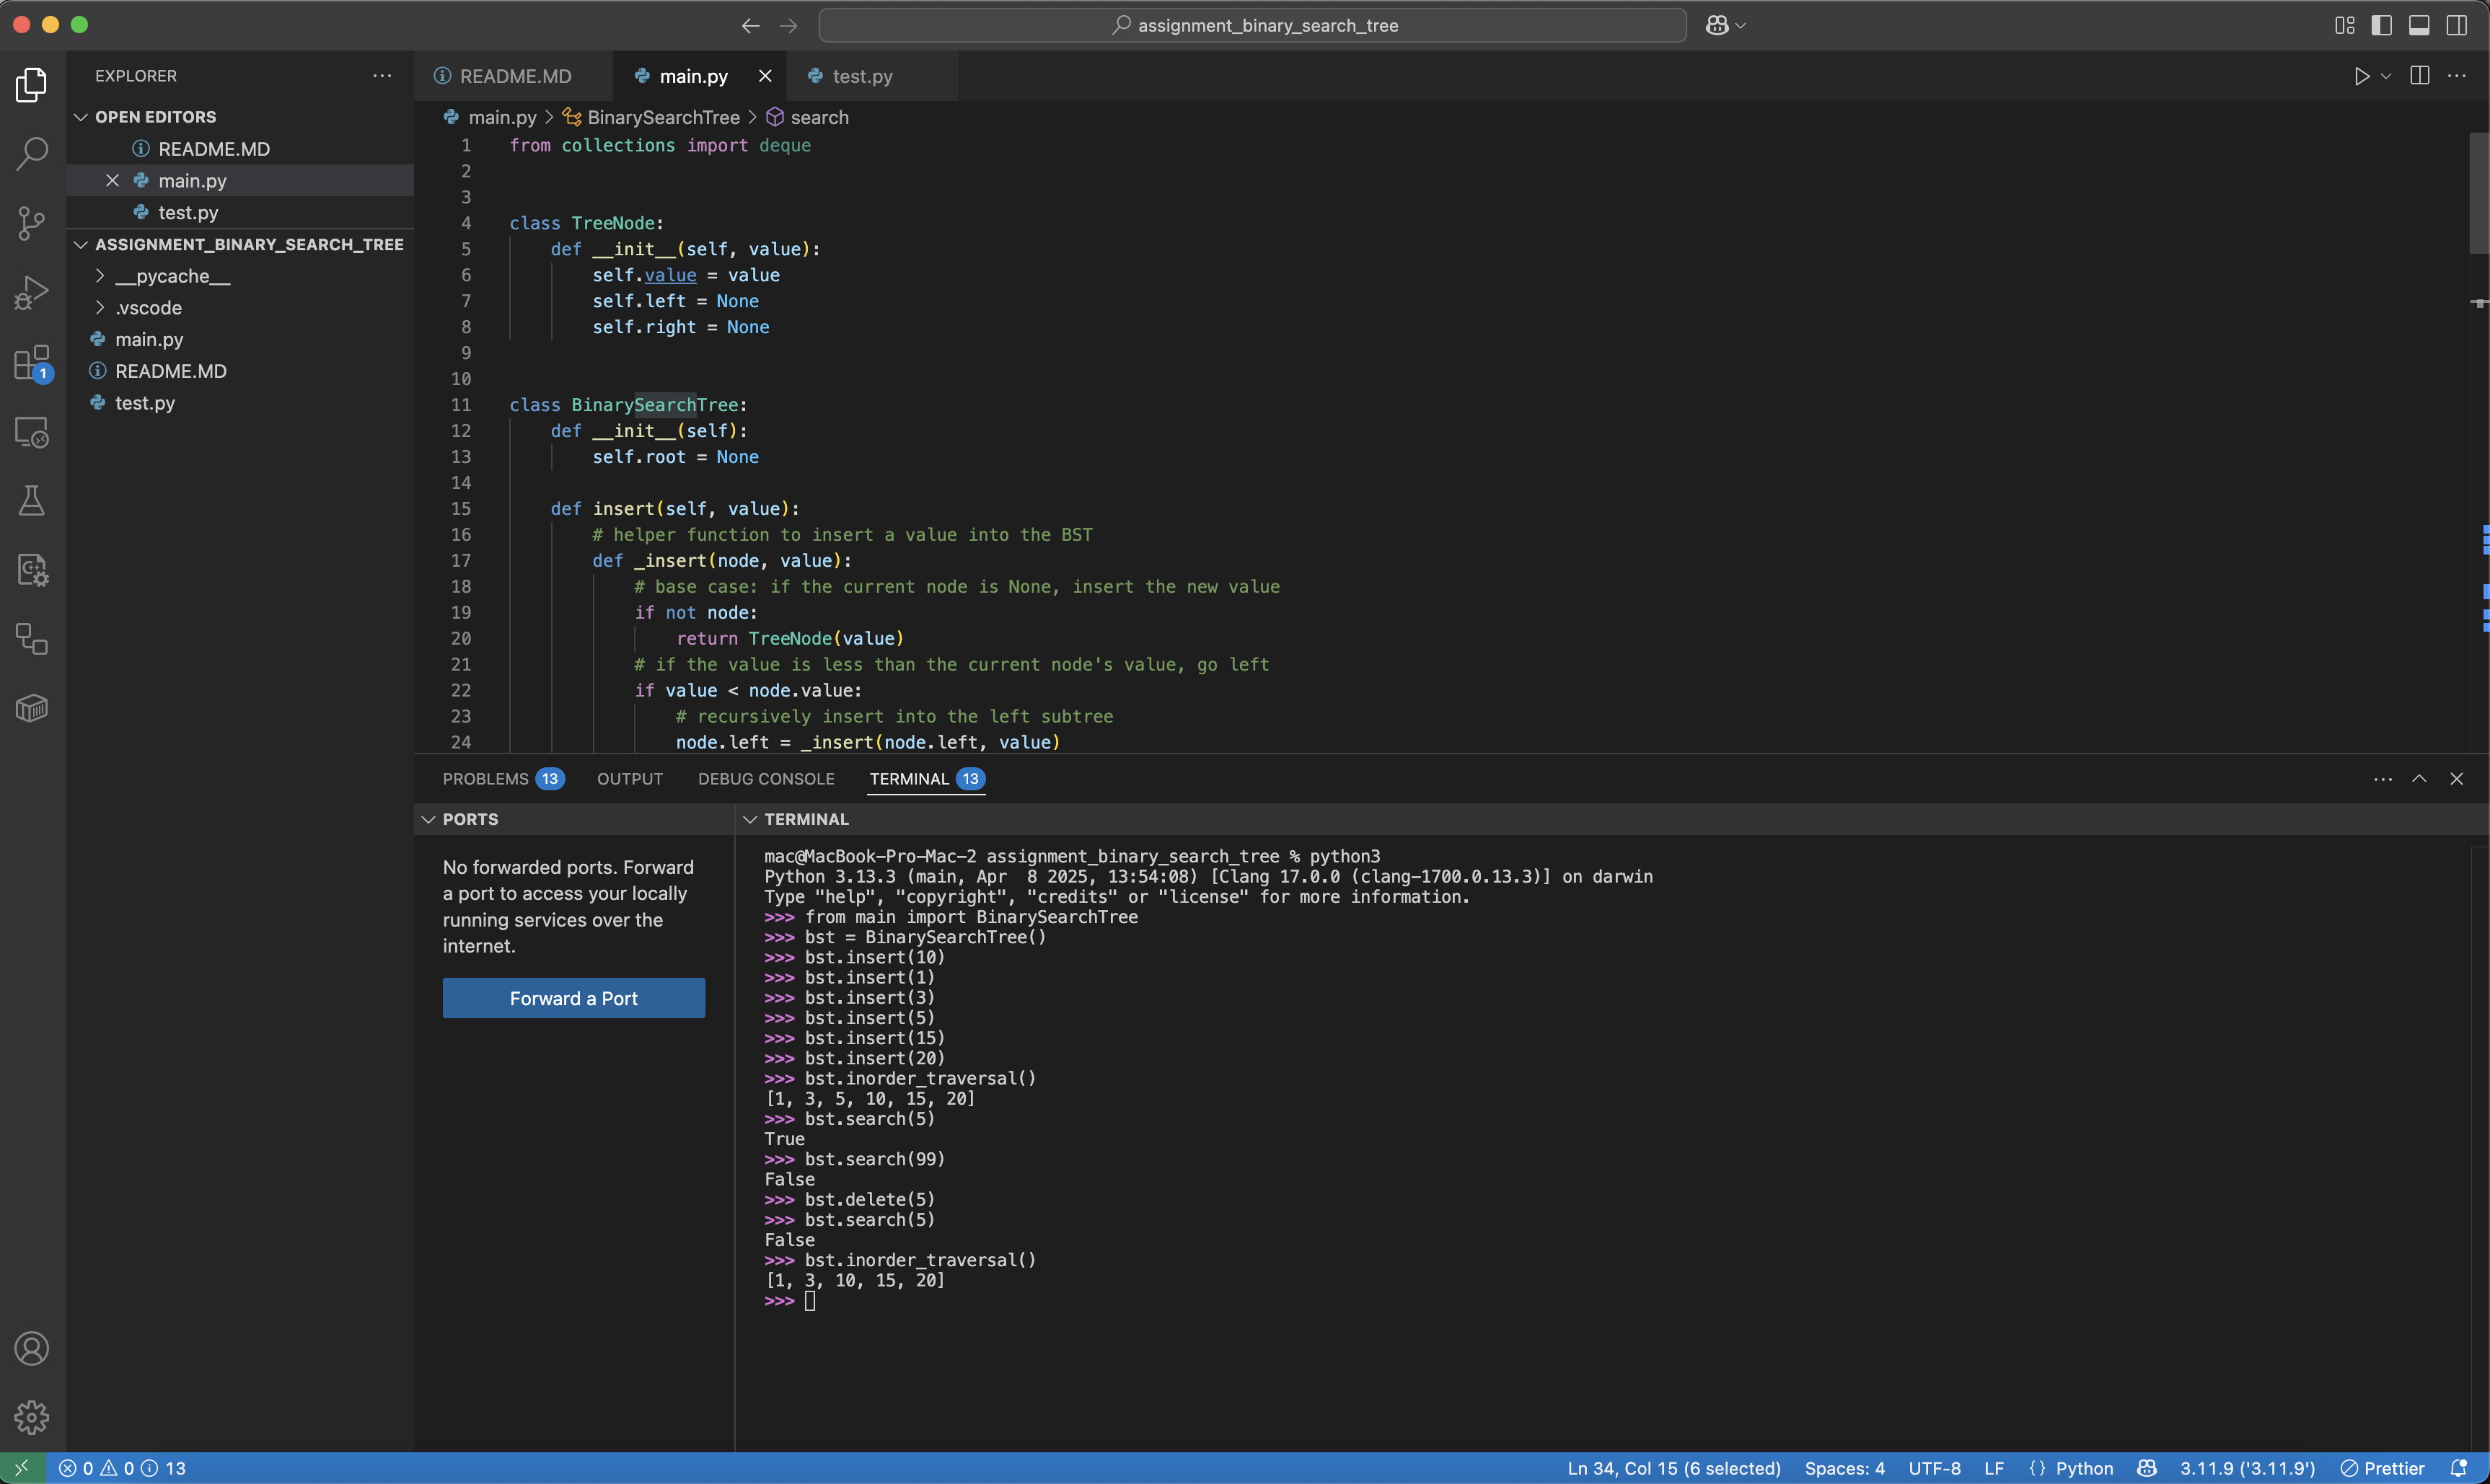 assignment_binary_search_tree
EXPLORER
README.MD
main.py
test.py
OPEN EDITORS
README.MD
main.py
test.py
ASSIGNMENT_BINARY_SEARCH_TREE
__pycache__
.vscode
main.py
README.MD
test.py
1
main.py > BinarySearchTree > search
1 from collections import deque
2
3
4 class TreeNode:
5 def __init__(self, value):
6 self.value = value
7 self.left = None
8 self.right = None
9
10
11 class BinarySearchTree:
12 def __init__(self):
13 self.root = None
14
15 def insert(self, value):
16 # helper function to insert a value into the BST
17 def _insert(node, value):
18 # base case: if the current node is None, insert the new value
19 if not node:
20 return TreeNode(value)
21 # if the value is less than the current node's value, go left
22 if value < node.value:
23 # recursively insert into the left subtree
24 node.left = _insert(node.left, value)
PROBLEMS 13 OUTPUT DEBUG CONSOLE TERMINAL 13
PORTS
No forwarded ports. Forward
a port to access your locally
running services over the
internet.
Forward a Port
TERMINAL
mac@MacBook-Pro-Mac-2 assignment_binary_search_tree % python3
Python 3.13.3 (main, Apr  8 2025, 13:54:08) [Clang 17.0.0 (clang-1700.0.13.3)] on darwin
Type "help", "copyright", "credits" or "license" for more information.
>>> from main import BinarySearchTree
>>> bst = BinarySearchTree()
>>> bst.insert(10)
>>> bst.insert(1)
>>> bst.insert(3)
>>> bst.insert(5)
>>> bst.insert(15)
>>> bst.insert(20)
>>> bst.inorder_traversal()
[1, 3, 5, 10, 15, 20]
>>> bst.search(5)
True
>>> bst.search(99)
False
>>> bst.delete(5)
>>> bst.search(5)
False
>>> bst.inorder_traversal()
[1, 3, 10, 15, 20]
>>>
0 0 13
Ln 34, Col 15 (6 selected) Spaces: 4 UTF-8 LF {} Python 3.11.9 ('3.11.9') Prettier